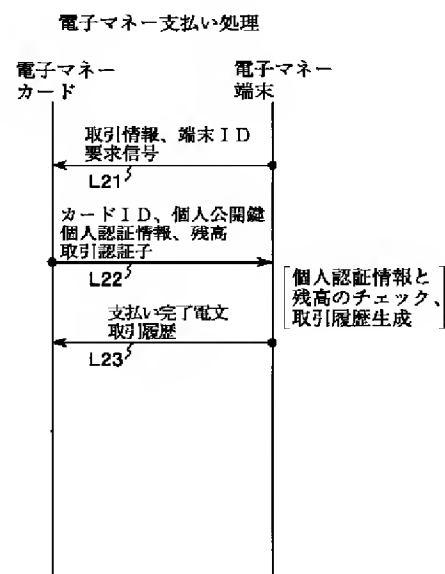 電子マネー支払い処理
電子マネー
カード
電子マネー
端末
取引情報、端末ID
要求信号
L21
カードID、個人公開鍵
個人認証情報、残高
取引認証子
L22
個人認証情報と
残高のチェック、
取引履歴生成
支払い完了電文
取引履歴
L23